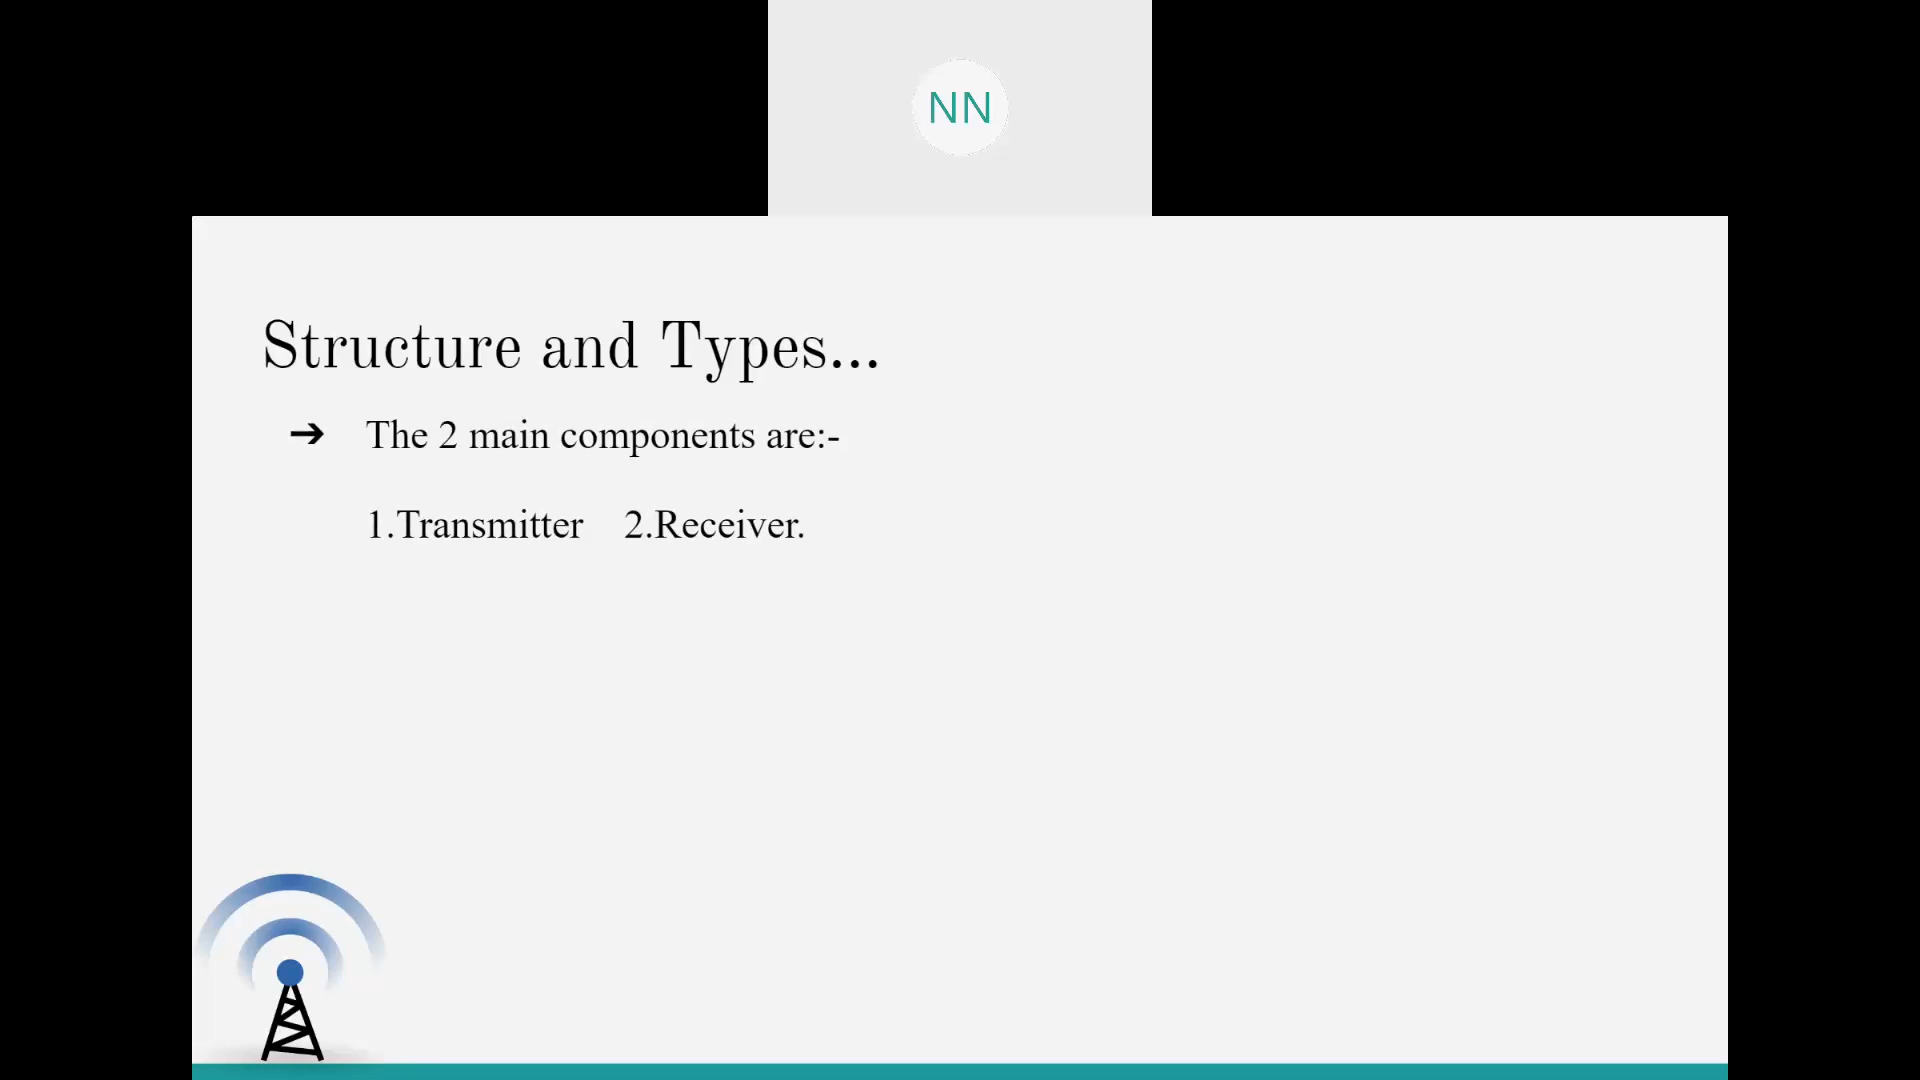 NN
Structure and Types...
➔ The 2 main components are:-
1.Transmitter 2.Receiver.